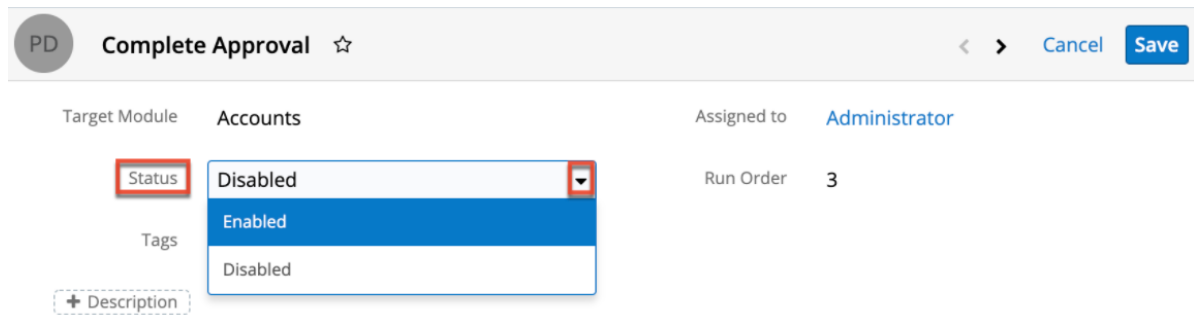 PD Complete Approval Cancel Save
Target Module Accounts Assigned to Administrator
Status Disabled Run Order 3
Enabled
Tags
Disabled
+ Description